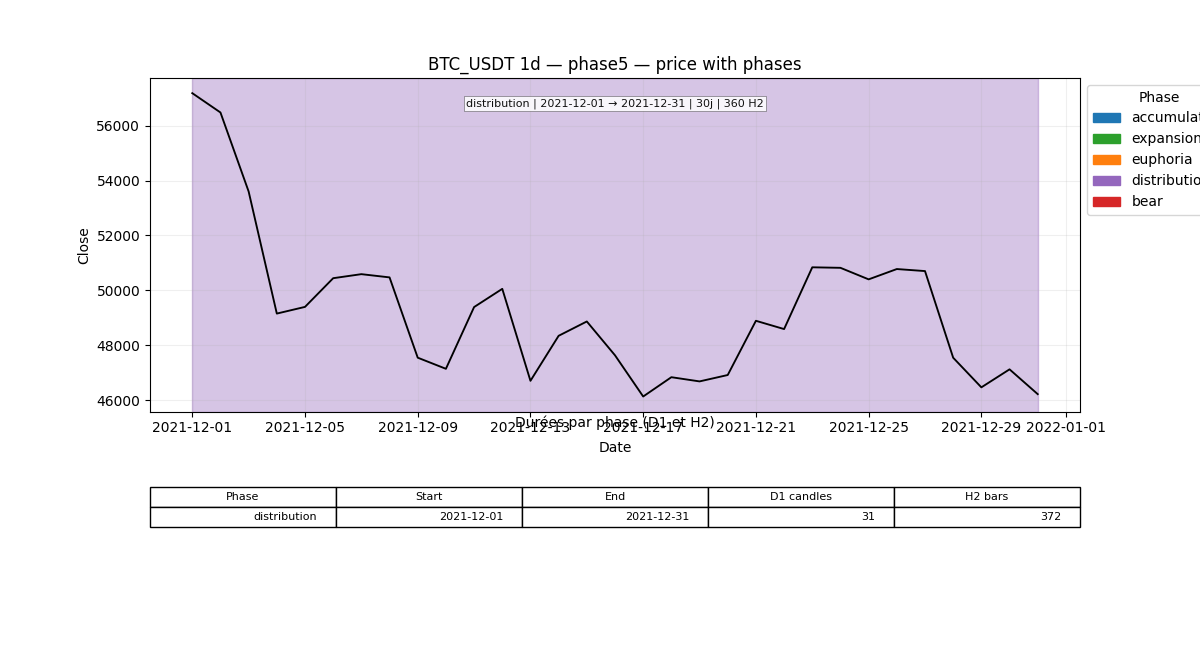 BTC_USDT 1d — phase5 — price with phases
distribution | 2021-12-01 → 2021-12-31 | 30j | 360 H2
Phase
accumulat
expansion
euphoria
distributio
bear
Close
56000
54000
52000
50000
48000
46000
2021-12-01 2021-12-05 2021-12-09 2021-12-13 2021-12-17 2021-12-21 2021-12-25 2021-12-29 2022-01-01
Durées par phase (D1 et H2)
Date
Phase Start End D1 candles H2 bars
distribution 2021-12-01 2021-12-31 31 372